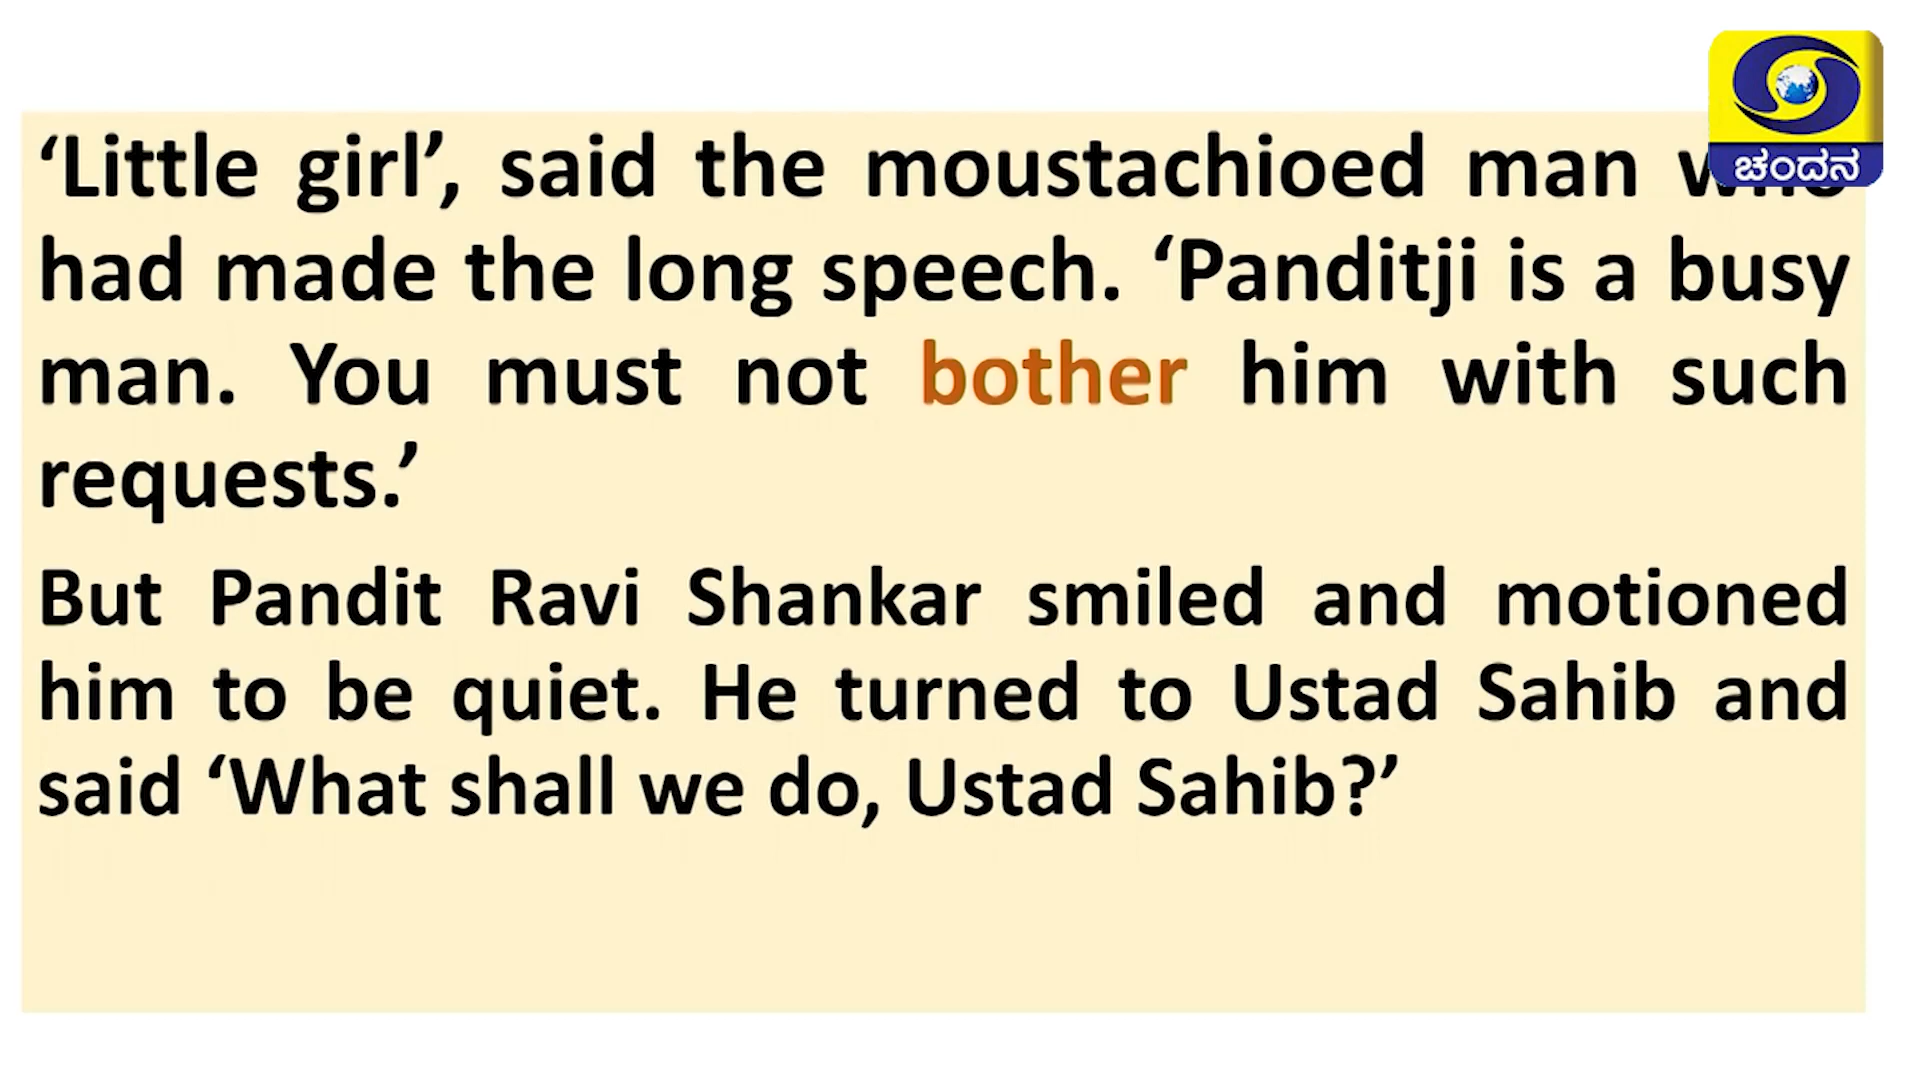 ‘Little girl’, said the moustachioed man who
had made the long speech. ‘Panditji is a busy
man. You must not bother him with such
requests.’
But Pandit Ravi Shankar smiled and motioned
him to be quiet. He turned to Ustad Sahib and
said ‘What shall we do, Ustad Sahib?’
ಚಂದನ